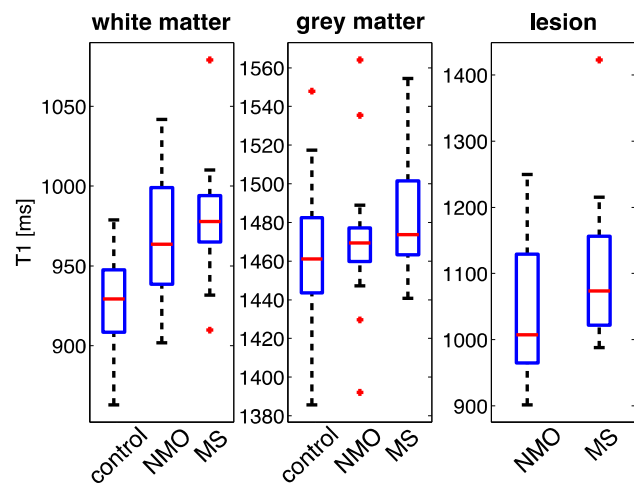 white matter
grey matter
lesion
T1 [ms]
1050
1000
950
900
control
NMO
MS
1560
1540
1520
1500
1480
1460
1440
1420
1400
1380
control
NMO
MS
1400
1300
1200
1100
1000
900
NMO
MS